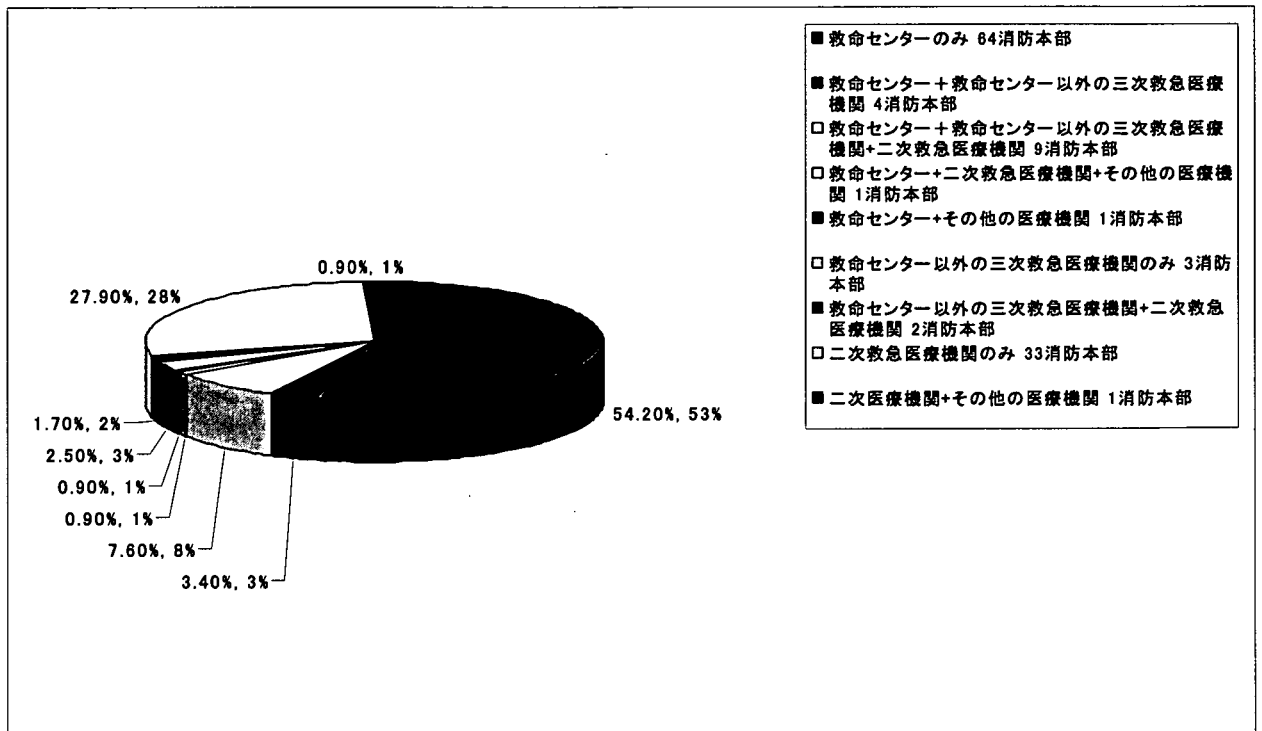 救命センターのみ 64消防本部
救命センター＋救命センター以外の三次救急医療
機関 4消防本部
救命センター＋救命センター以外の三次救急医療
機関+二次救急医療機関 9消防本部
救命センター+二次救急医療機関+その他の医療機
関 1消防本部
救命センター+その他の医療機関 1消防本部
救命センター以外の三次救急医療機関のみ 3消防
本部
救命センター以外の三次救急医療機関+二次救急
医療機関 2消防本部
二次救急医療機関のみ 33消防本部
二次医療機関+その他の医療機関 1消防本部
0.90%, 1%
27.90%, 28%
54.20%, 53%
1.70%, 2%
2.50%, 3%
0.90%, 1%
0.90%, 1%
7.60%, 8%
3.40%, 3%